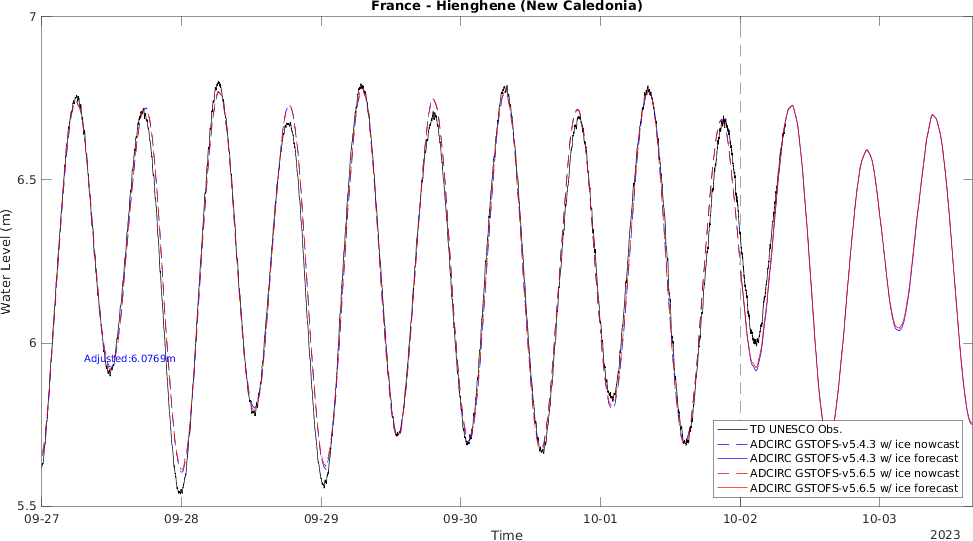 France - Hienghene (New Caledonia)
7
6.5
6
5.5
Water Level (m)
Adjusted:6.0769m
TD UNESCO Obs.
ADCIRC GSTOFS-v5.4.3 w/ ice nowcast
ADCIRC GSTOFS-v5.4.3 w/ ice forecast
ADCIRC GSTOFS-v5.6.5 w/ ice nowcast
ADCIRC GSTOFS-v5.6.5 w/ ice forecast
09-27 09-28 09-29 09-30 10-01 10-02 10-03
Time
2023